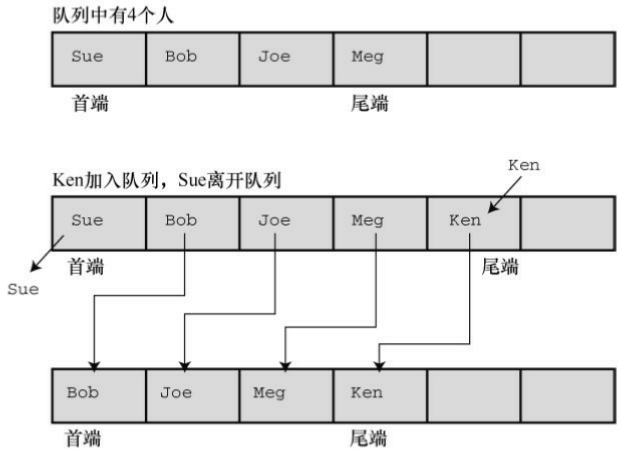 队列中有4个人
Sue Bob Joe Meg
首端 尾端
Ken
Ken加入队列，Sue离开队列
Sue Bob Joe Meg Ken
首端 尾端
Sue
Bob Joe Meg Ken
首端 尾端